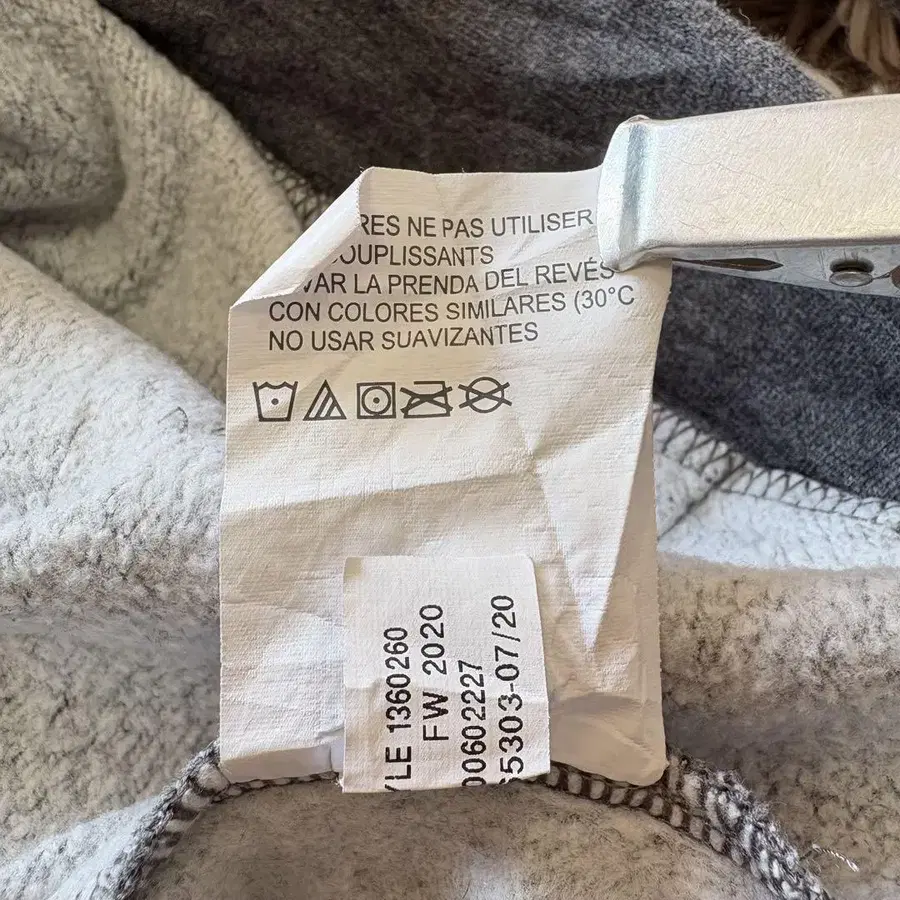 RES NE PAS UTILISER
OUPLISSANTS
VAR LA PRENDA DEL REVÉS
CON COLORES SIMILARES (30°C
NO USAR SUAVIZANTES
YLE 1360260
FW 2020
00602227
5303-07/20